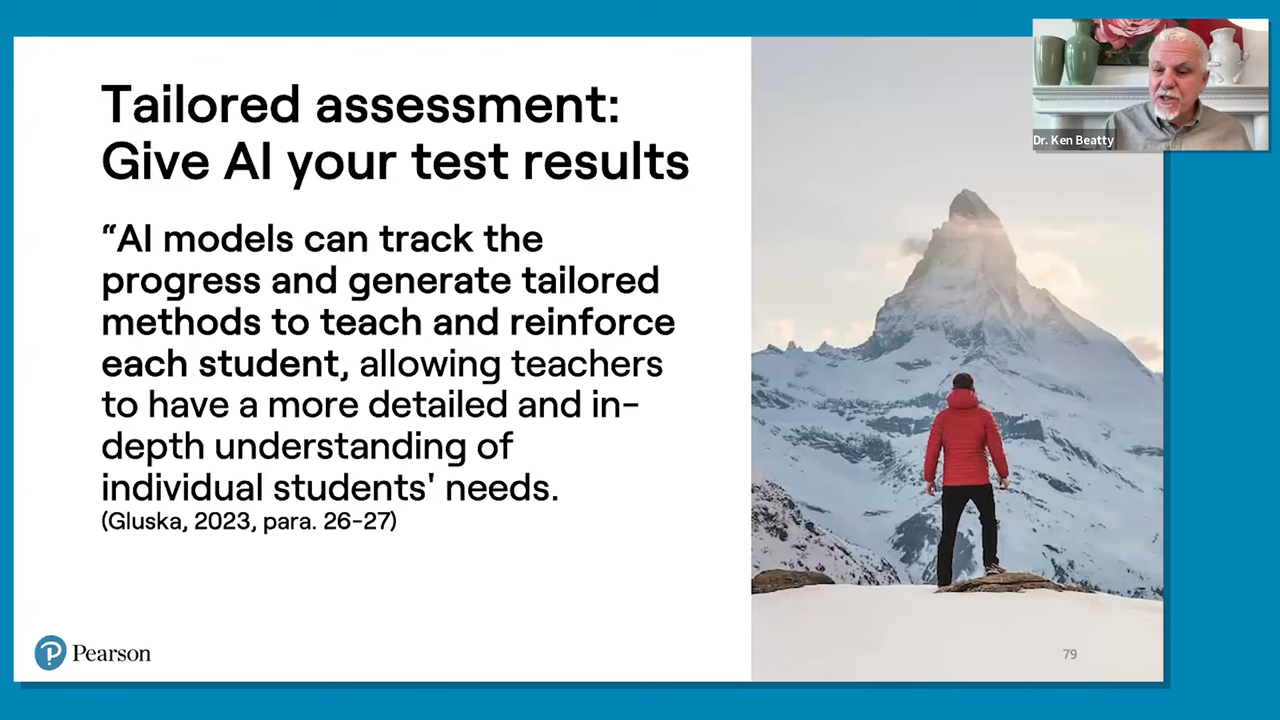 Tailored assessment:
Give AI your test results
“AI models can track the
progress and generate tailored
methods to teach and reinforce
each student, allowing teachers
to have a more detailed and in-
depth understanding of
individual students' needs.
(Gluska, 2023, para. 26-27)
Pearson
79
Dr. Ken Beatty